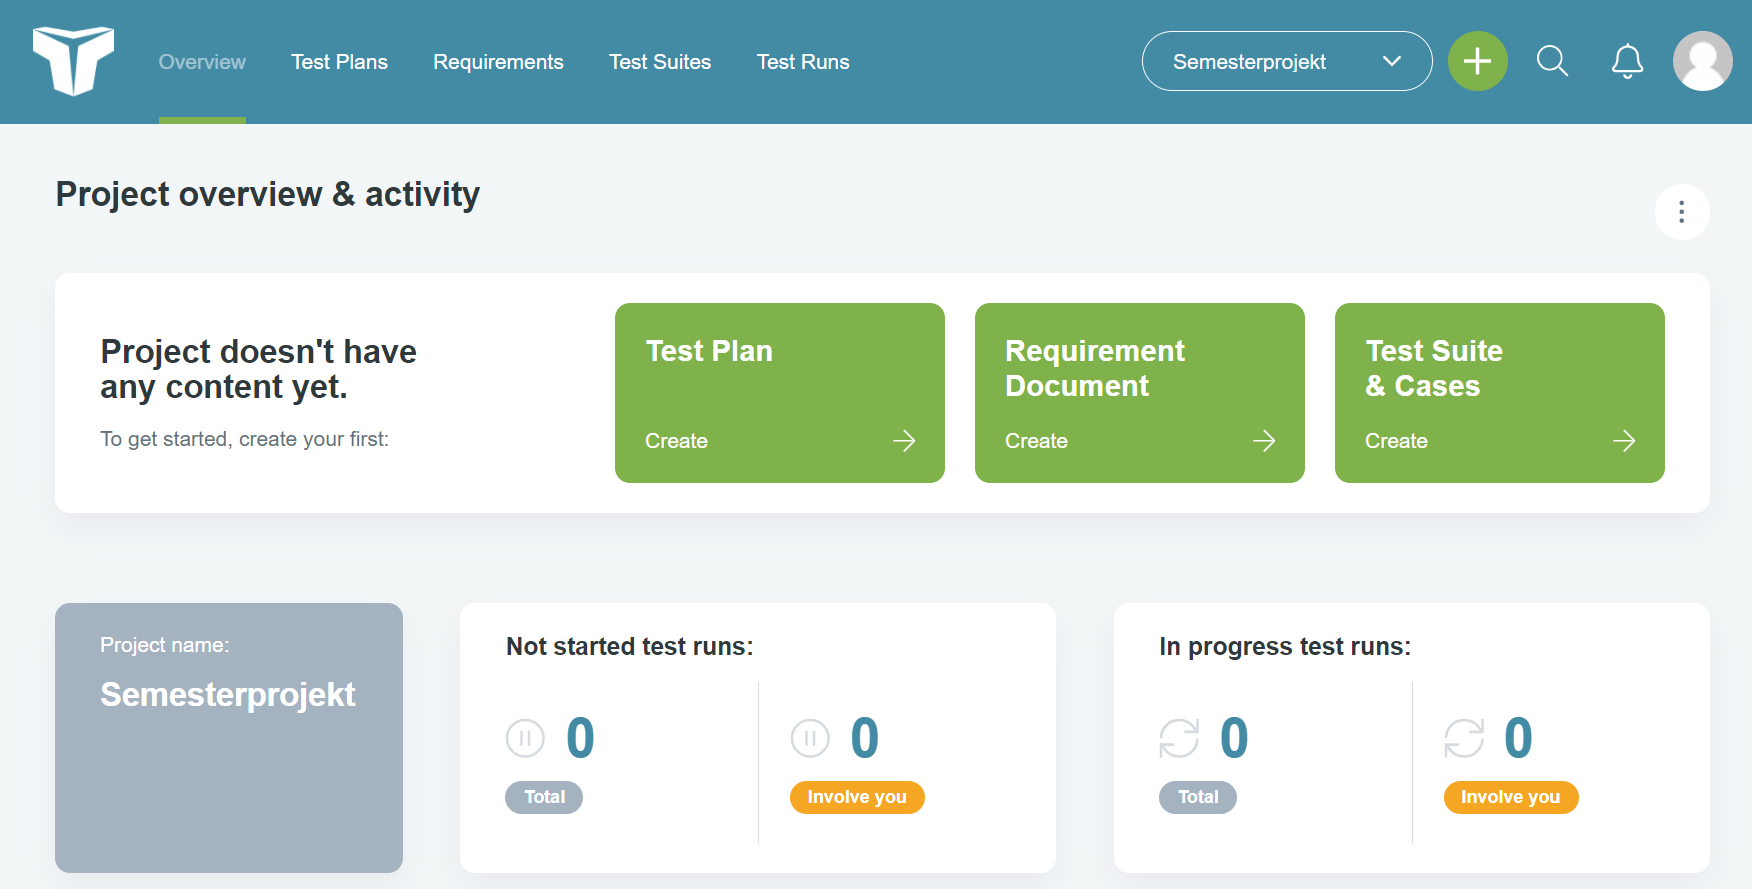 Overview Test Plans Requirements Test Suites Test Runs Semesterprojekt
Project overview & activity
Project doesn't have
any content yet.
To get started, create your first:
Test Plan
Create
Requirement
Document
Create
Test Suite
& Cases
Create
Project name:
Semesterprojekt
Not started test runs:
0
Total
0
Involve you
In progress test runs:
0
Total
0
Involve you